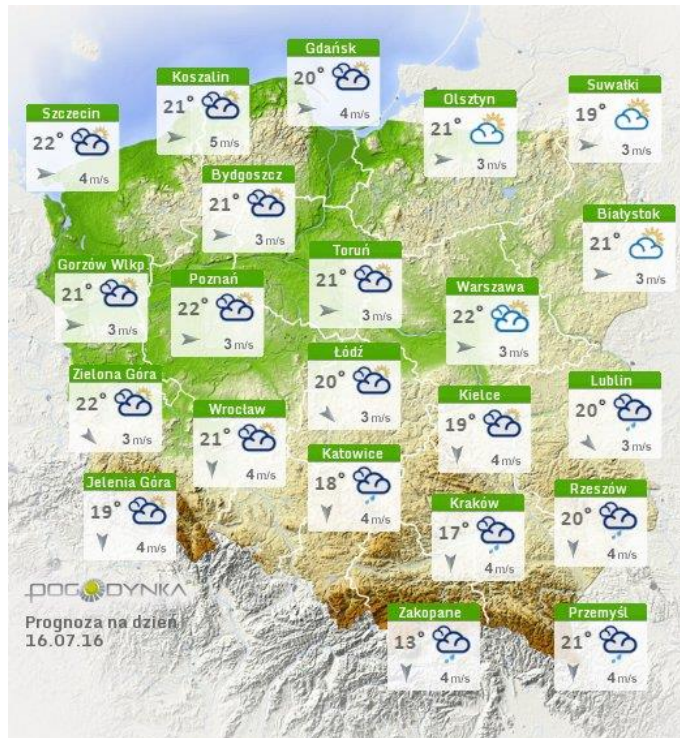 Gdańsk
20°
4 m/s
Koszalin
21°
5 m/s
Suwałki
19°
3 m/s
Olsztyn
21°
3 m/s
Szczecin
22°
4 m/s
Bydgoszcz
21°
3 m/s
Białystok
21°
3 m/s
Toruń
21°
3 m/s
Gorzów Wlkp
21°
3 m/s
Poznań
22°
3 m/s
Warszawa
22°
3 m/s
Łódź
20°
3 m/s
Zielona Góra
22°
3 m/s
Lublin
20°
3 m/s
Kielce
19°
4 m/s
Wrocław
21°
4 m/s
Katowice
18°
4 m/s
Jelenia Góra
19°
4 m/s
Rzeszów
20°
4 m/s
Kraków
17°
4 m/s
POGODYNKA
Prognoza na dzień
16.07.16
Zakopane
13°
4 m/s
Przemyśl
21°
4 m/s